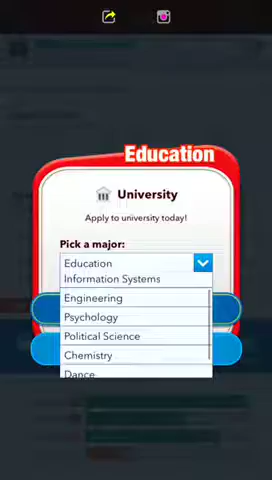 Education
University
Apply to university today!
Pick a major:
Education
Information Systems
Engineering
Psychology
Political Science
Chemistry
Dance